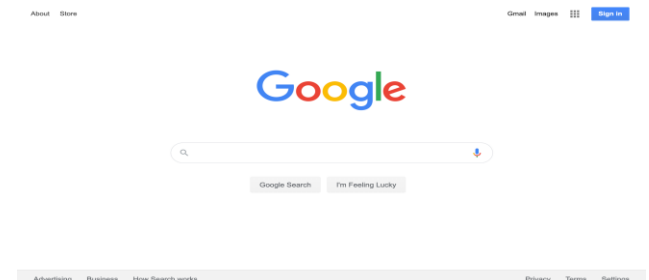 About Store Gmail Images Sign in
Google
Google Search I'm Feeling Lucky
Advertising Business How Search works Privacy Terms Settings